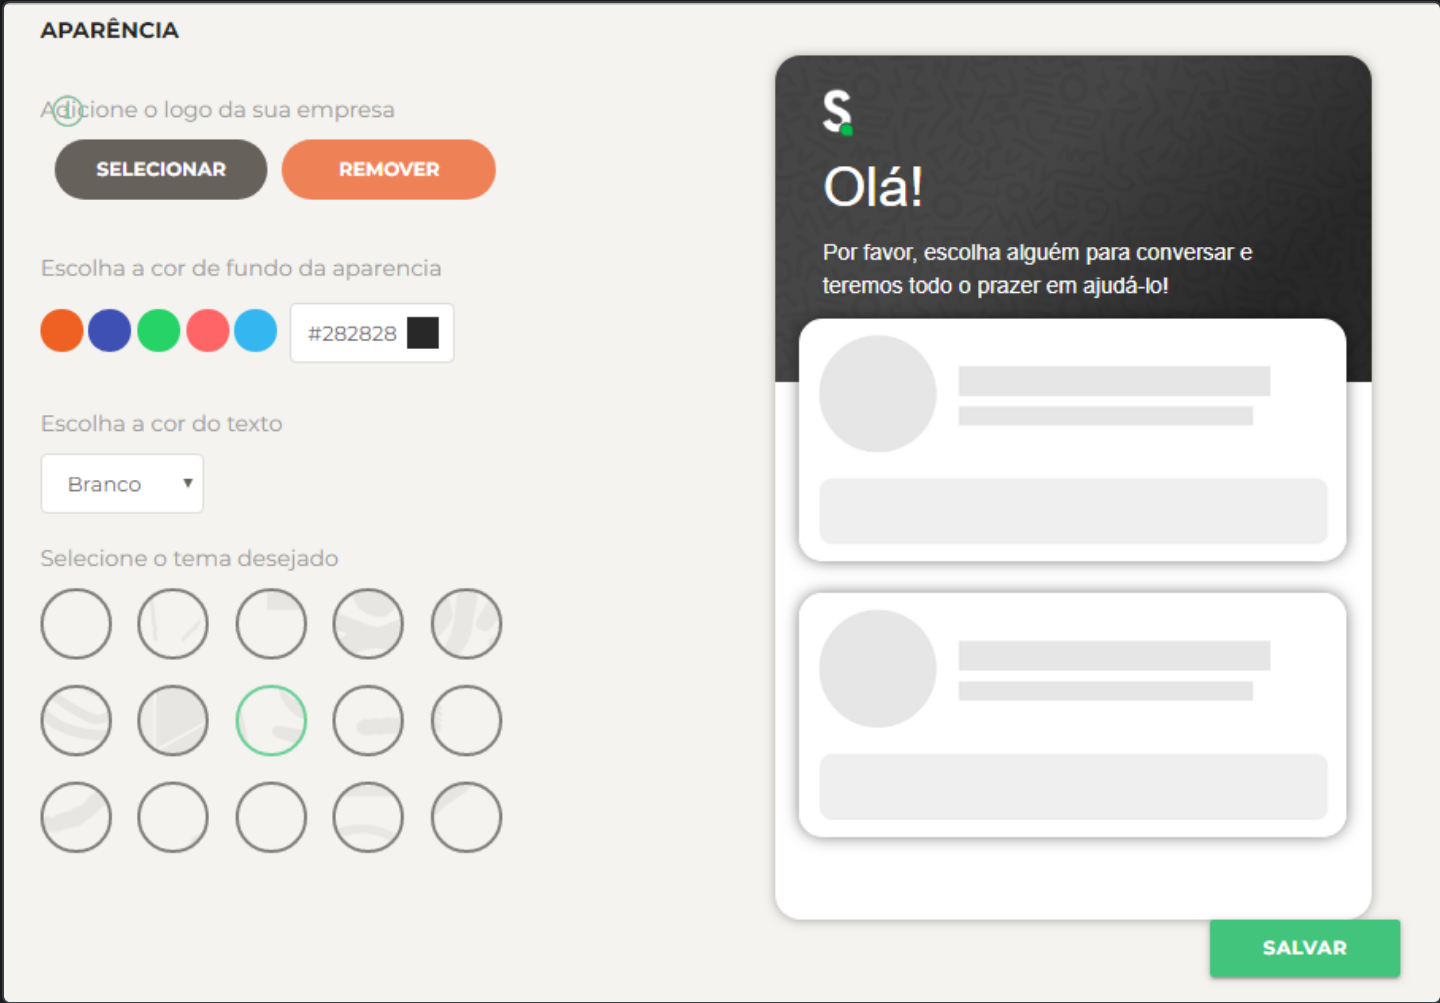 APARÊNCIA
Adicione o logo da sua empresa
SELECIONAR
REMOVER
Escolha a cor de fundo da aparencia
#282828
Escolha a cor do texto
Branco
Selecione o tema desejado
S
Olá!
Por favor, escolha alguém para conversar e
teremos todo o prazer em ajudá-lo!
SALVAR